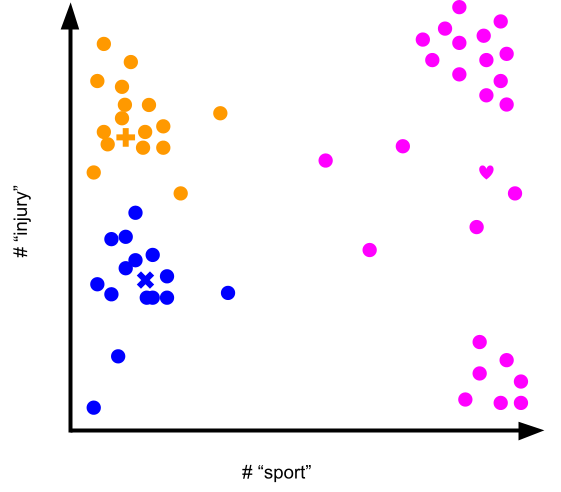 # “injury”
# “sport”